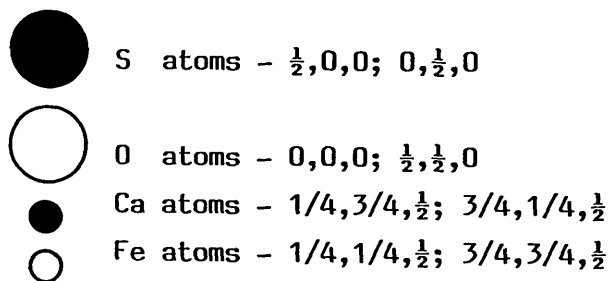 S atoms - ½,0,0; 0,½,0
O atoms - 0,0,0; ½,½,0
Ca atoms - 1/4,3/4,½; 3/4,1/4,½
Fe atoms - 1/4,1/4,½; 3/4,3/4,½